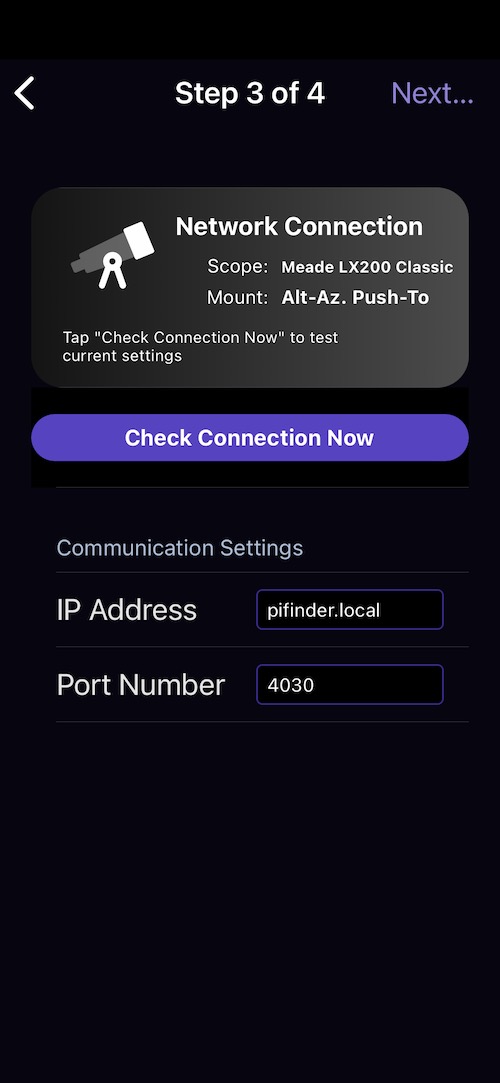 Step 3 of 4
Next...
Network Connection
Scope: Meade LX200 Classic
Mount: Alt-Az. Push-To
Tap "Check Connection Now" to test
current settings
Check Connection Now
Communication Settings
IP Address pifinder.local
Port Number 4030